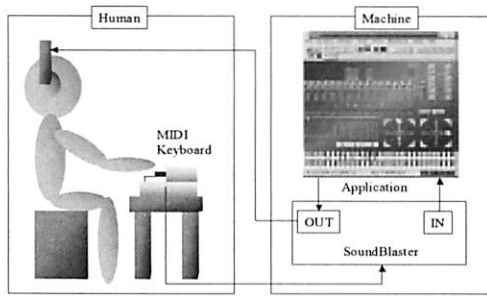 Human
Machine
MIDI
Keyboard
Application
OUT
IN
SoundBlaster